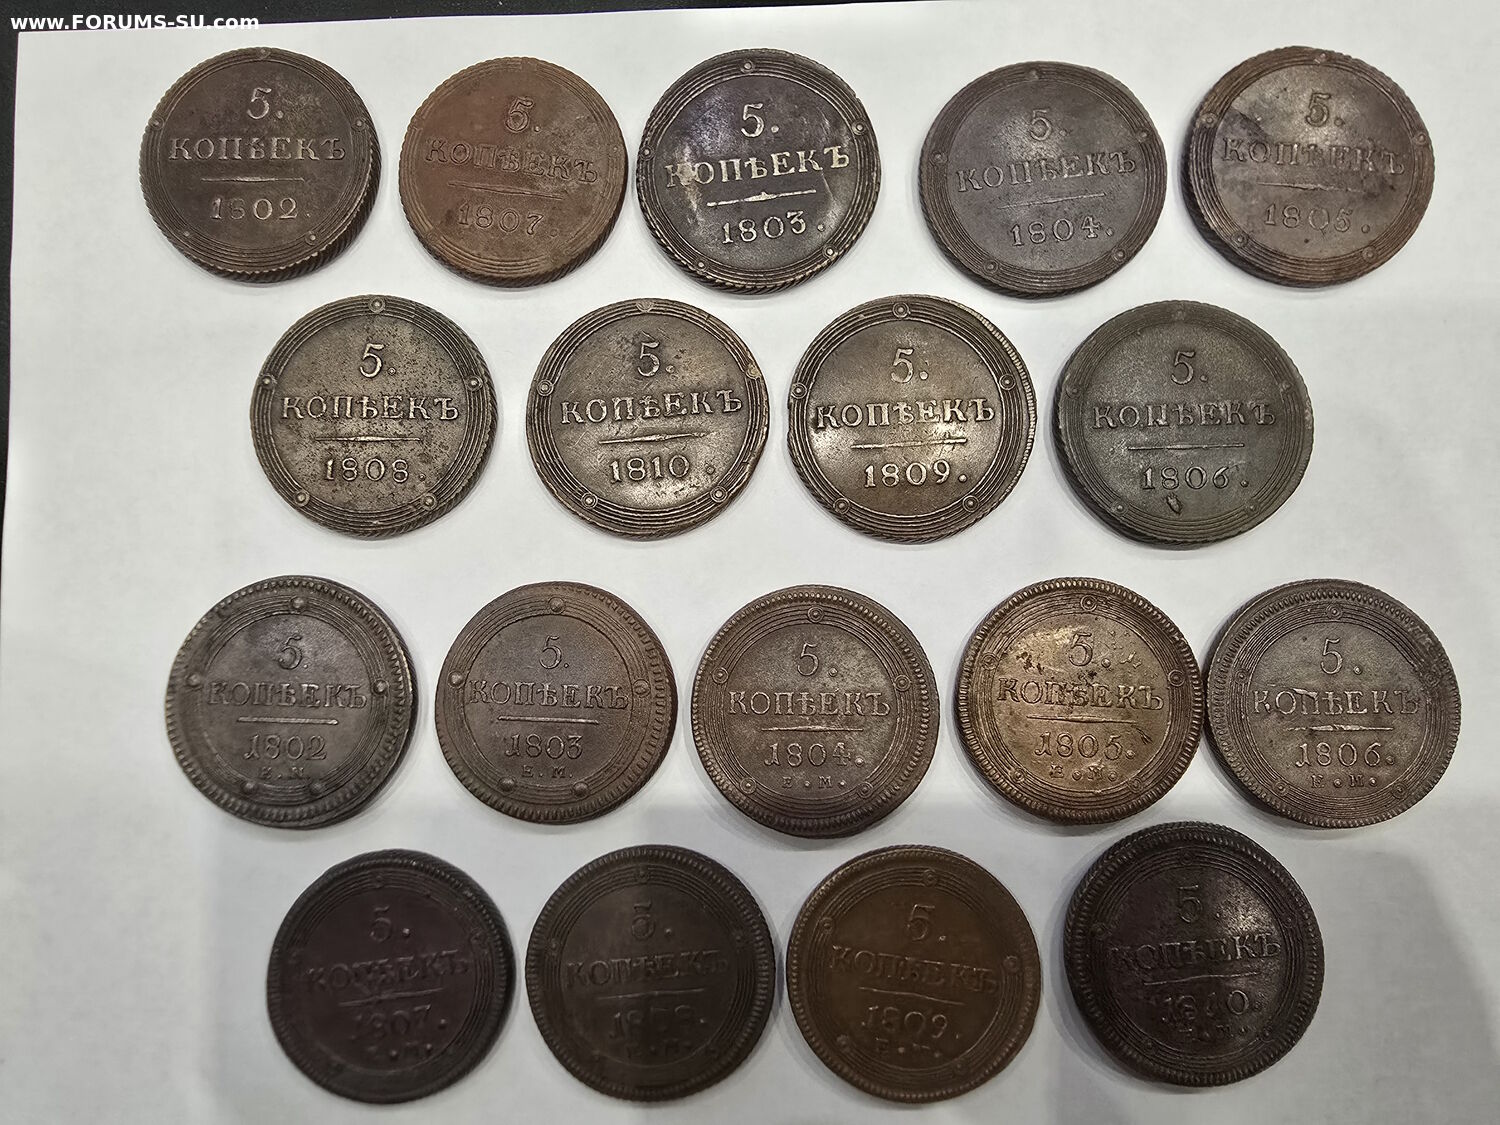 www.FORUMS-SU.com
5.
КОПѢЕКЪ
1802.
5.
КОПѢЕКЪ
1807.
5.
КОПѢЕКЪ
1803.
5.
КОПѢЕКЪ
1804.
5.
КОПѢЕКЪ
1805.
5.
КОПѢЕКЪ
1808.
5.
КОПѢЕКЪ
1810.
5.
КОПѢЕКЪ
1809.
5.
КОПѢЕКЪ
1806.
5.
КОПѢЕКЪ
1802
Е.М.
5.
КОПѢЕКЪ
1803
Е.М.
5.
КОПѢЕКЪ
1804.
Е.М.
5.
КОПѢЕКЪ
1805.
Е.М.
5.
КОПѢЕКЪ
1806.
Е.М.
5.
КОПѢЕКЪ
1807.
5.
КОПѢЕКЪ
5.
КОПѢЕКЪ
1809.
Е.М.
5.
КОПѢЕКЪ
1810.